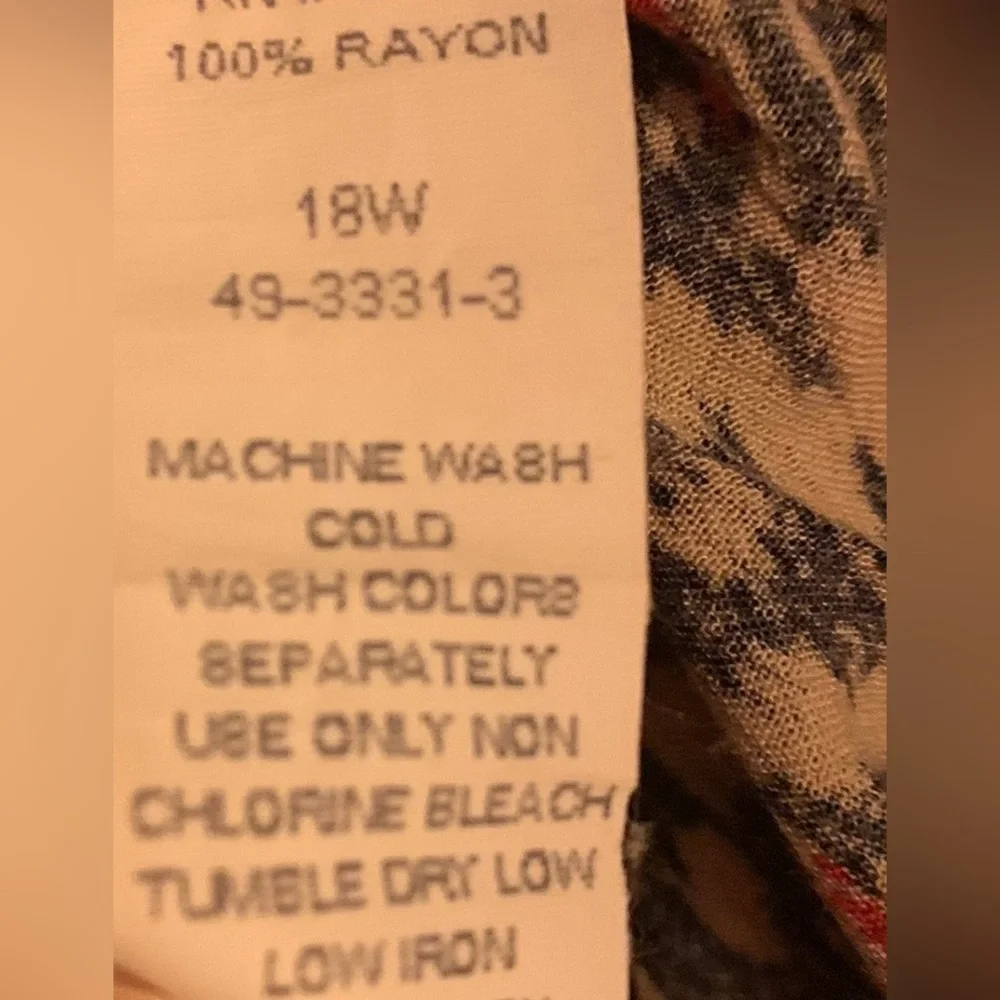 100% RAYON
18W
49-3331-3
MACHINE WASH
COLD
WASH COLORS
SEPARATELY
USE ONLY NON
CHLORINE BLEACH
TUMBLE DRY LOW
LOW IRON